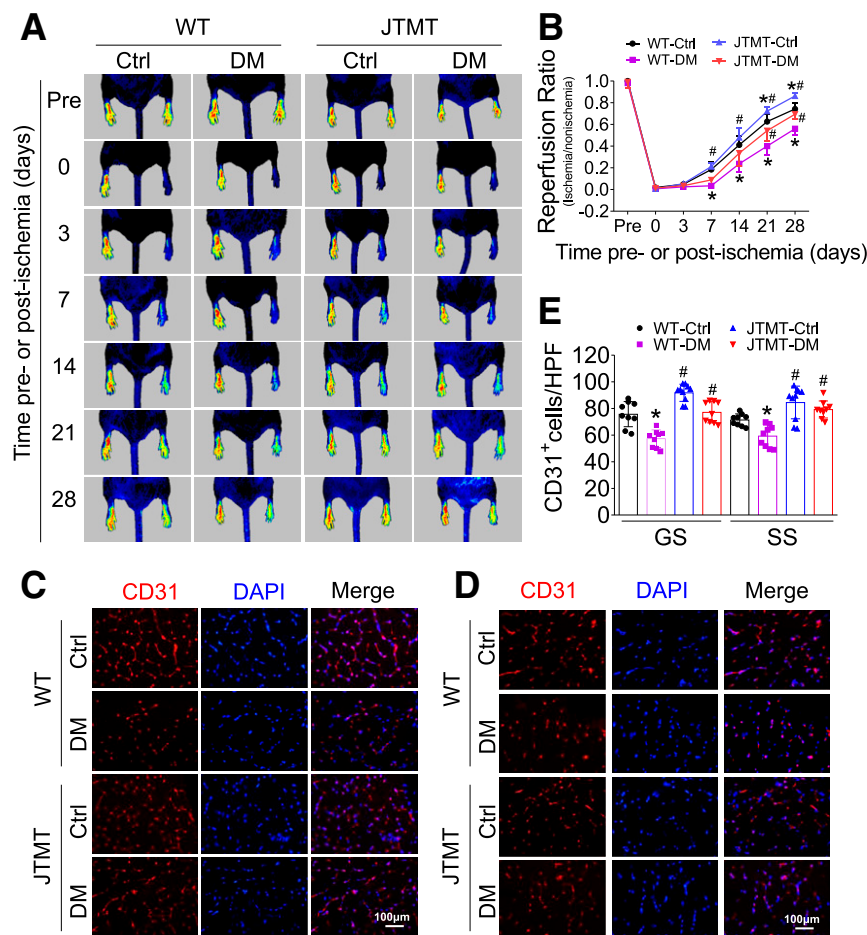 A
WT
JTMT
Ctrl
DM
Ctrl
DM
Time pre- or post-ischemia (days)
Pre
0
3
7
14
21
28
B
WT-Ctrl
JTMT-Ctrl
WT-DM
JTMT-DM
Reperfusion Ratio
(Ischemia/nonischemia)
1.0
0.8
0.6
0.4
0.2
0.0
-0.2
#
*
#
*
*#
#
*
*#
#
*
Pre
0
3
7
14
21
28
Time pre- or post-ischemia (days)
E
WT-Ctrl
JTMT-Ctrl
WT-DM
JTMT-DM
CD31+cells/HPF
120
100
80
60
40
20
0
*
#
#
*
#
#
GS
SS
C
CD31
DAPI
Merge
WT
Ctrl
DM
JTMT
Ctrl
DM
100μm
D
CD31
DAPI
Merge
WT
Ctrl
DM
JTMT
Ctrl
DM
100μm